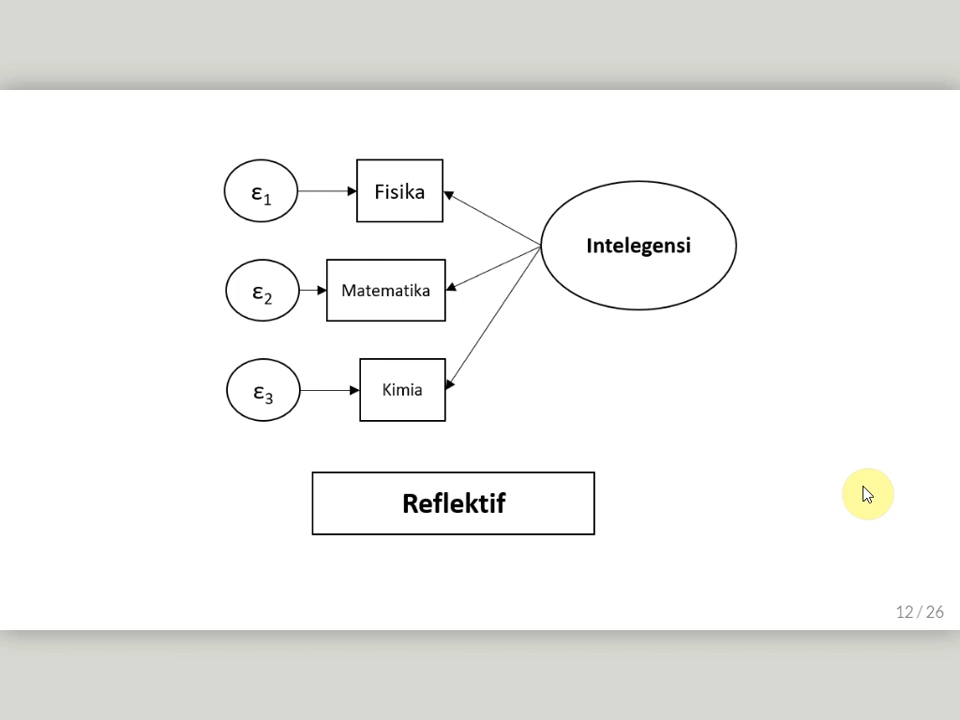 ε1
Fisika
Intelegensi
ε2
Matematika
ε3
Kimia
Reflektif
12 / 26